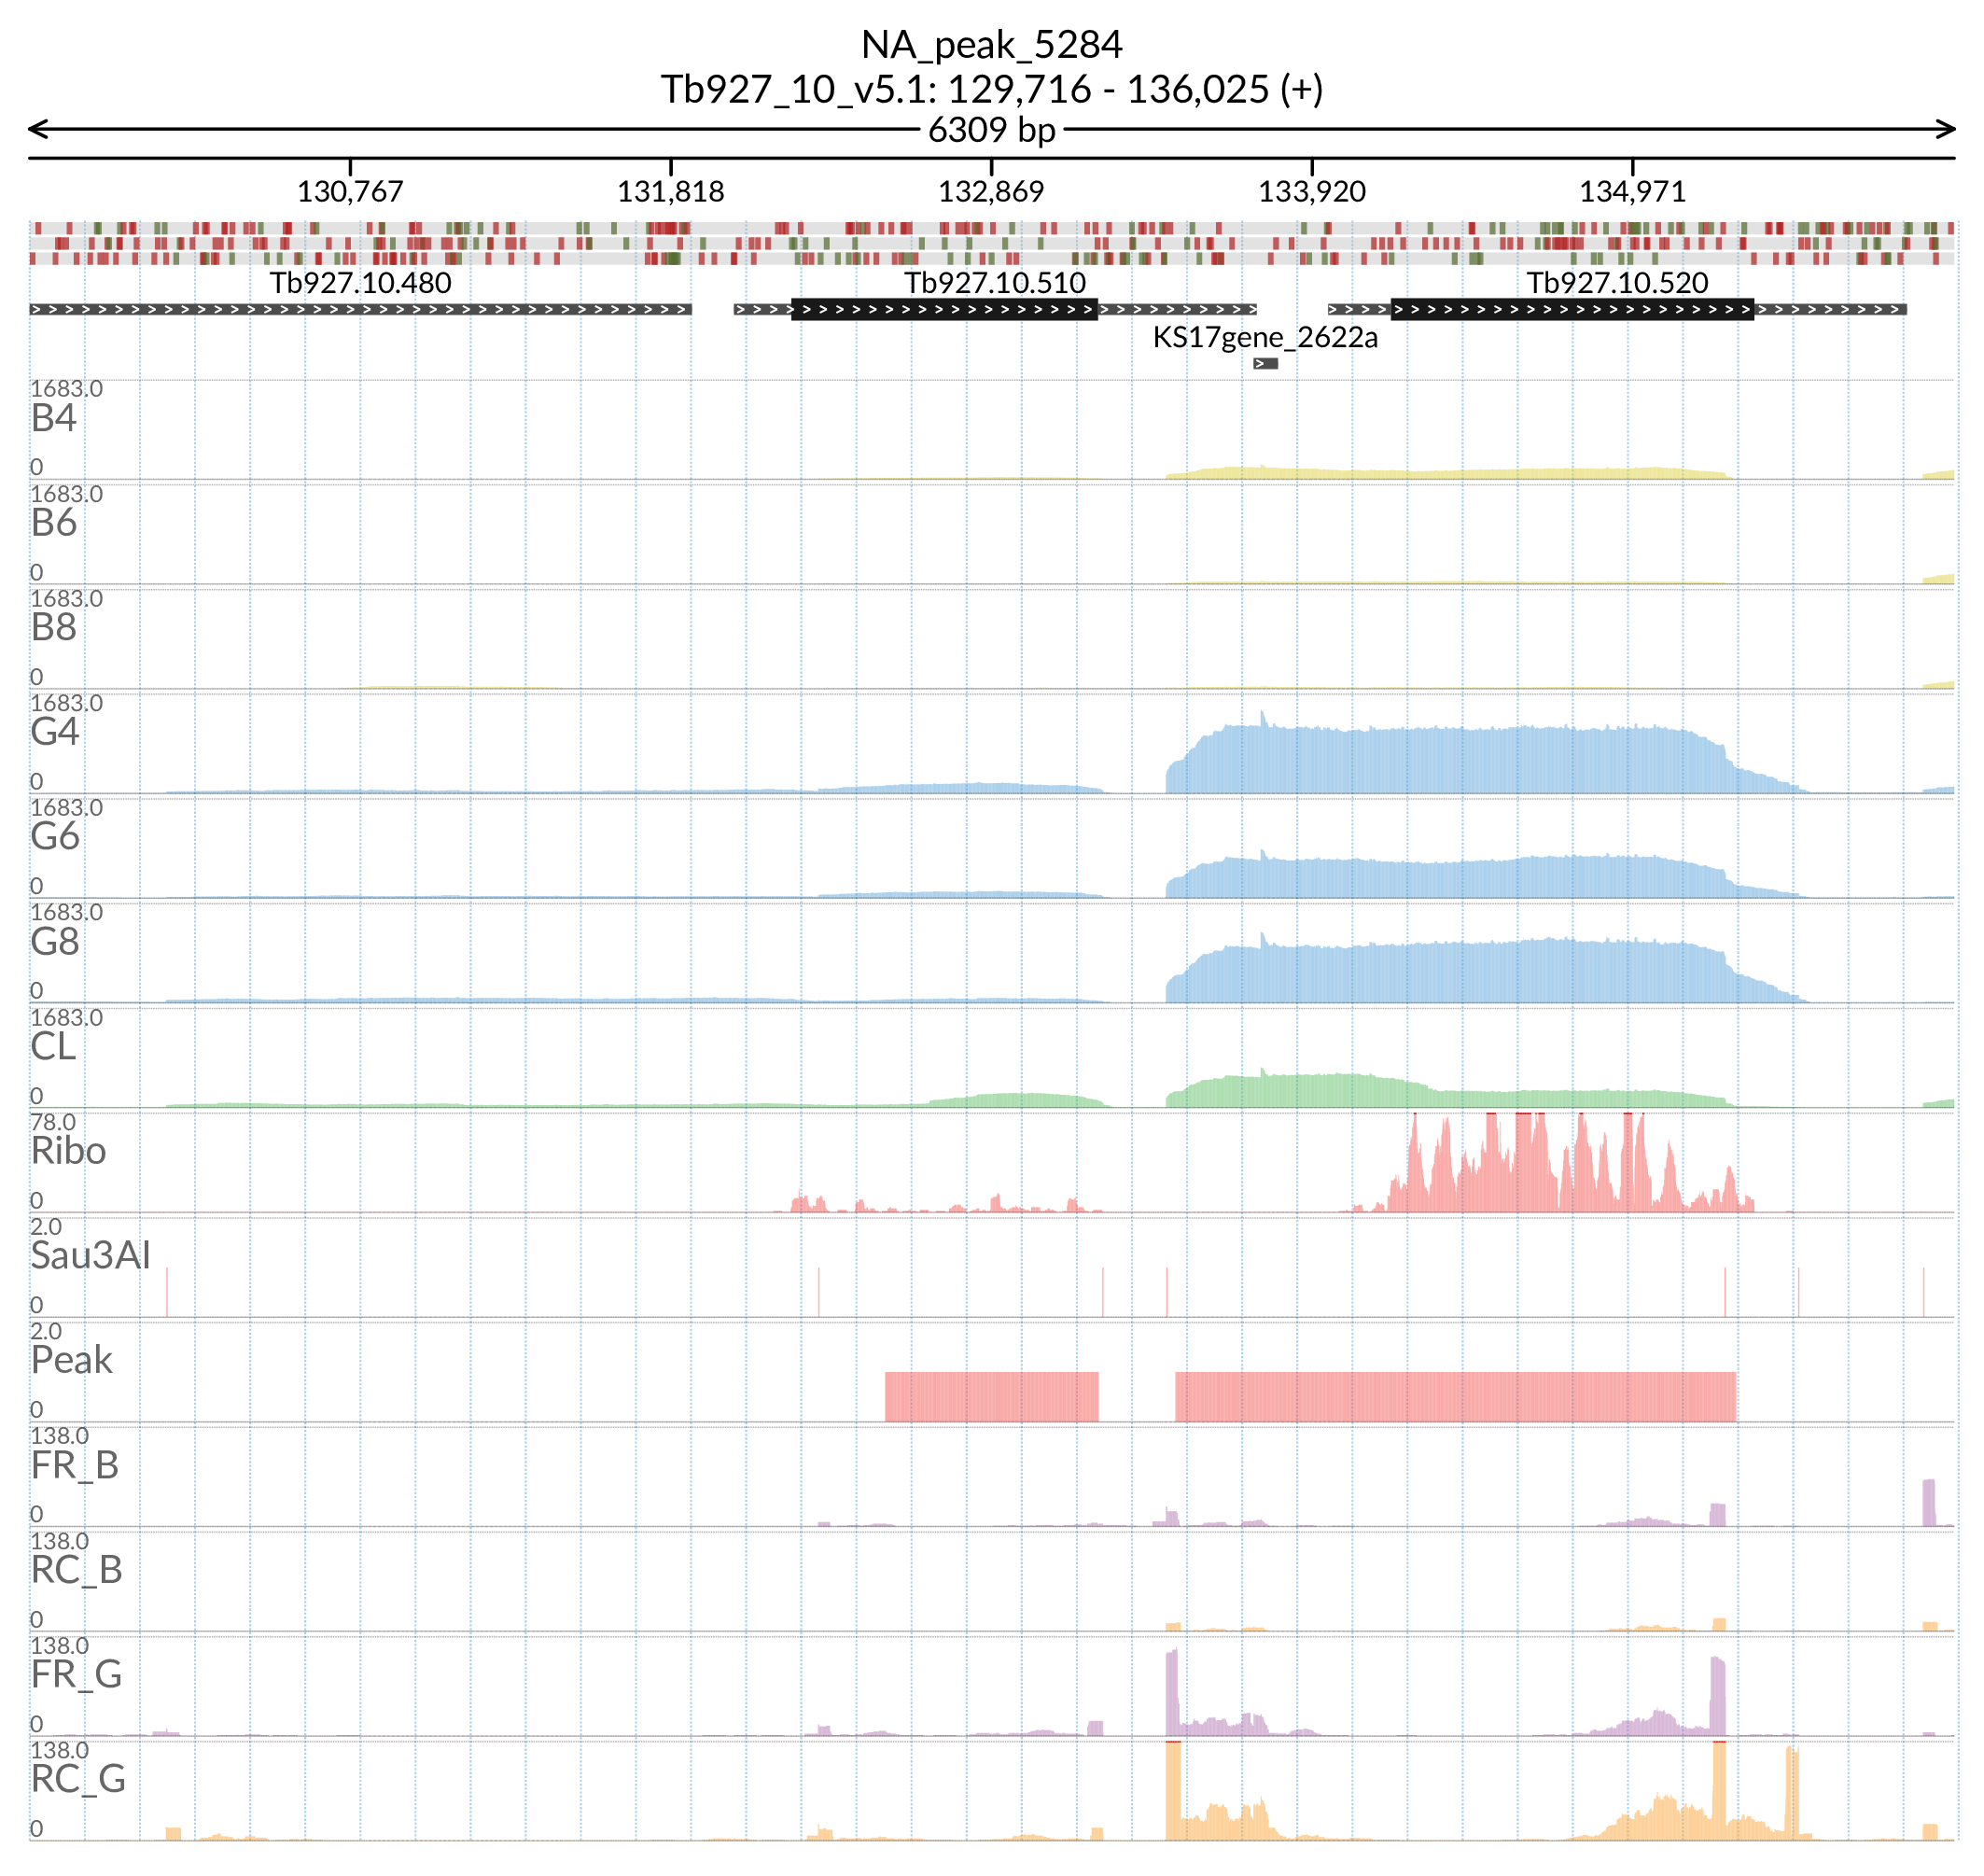 NA_peak_5284
Tb927_10_v5.1: 129,716 - 136,025 (+)
6309 bp
130,767 131,818 132,869 133,920 134,971
Tb927.10.480 Tb927.10.510 Tb927.10.520
KS17gene_2622a
1683.0
B4
0
1683.0
B6
0
1683.0
B8
0
1683.0
G4
0
1683.0
G6
0
1683.0
G8
0
1683.0
CL
0
78.0
Ribo
0
2.0
Sau3AI
0
2.0
Peak
0
138.0
FR_B
0
138.0
RC_B
0
138.0
FR_G
0
138.0
RC_G
0